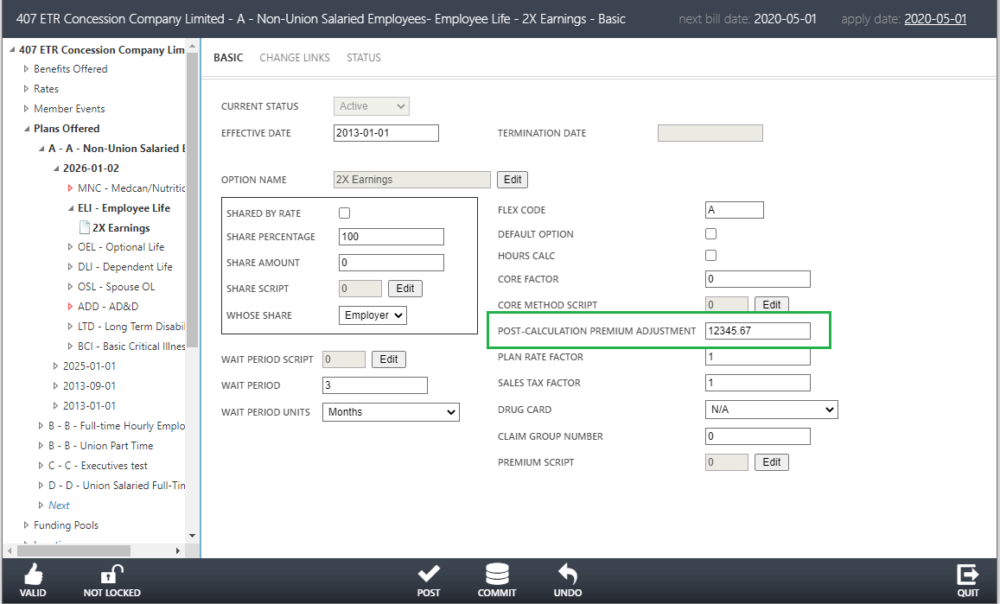 407 ETR Concession Company Limited - A - Non-Union Salaried Employees- Employee Life - 2X Earnings - Basic
next bill date: 2020-05-01
apply date: 2020-05-01
407 ETR Concession Company Lim
Benefits Offered
Rates
Member Events
Plans Offered
A - A - Non-Union Salaried E
2026-01-02
MNC - Medcan/Nutritic
ELI - Employee Life
2X Earnings
OEL - Optional Life
DLI - Dependent Life
OSL - Spouse OL
ADD - AD&D
LTD - Long Term Disabil
BCI - Basic Critical Illnes
2025-01-01
2013-09-01
2013-01-01
B - B - Full-time Hourly Emplo
B - B - Union Part Time
C - C - Executives test
D - D - Union Salaried Full-Tin
Next
Funding Pools
BASIC CHANGE LINKS STATUS
CURRENT STATUS Active
EFFECTIVE DATE 2013-01-01
TERMINATION DATE
OPTION NAME 2X Earnings Edit
SHARED BY RATE
SHARE PERCENTAGE 100
SHARE AMOUNT 0
SHARE SCRIPT 0 Edit
WHOSE SHARE Employer
WAIT PERIOD SCRIPT 0 Edit
WAIT PERIOD 3
WAIT PERIOD UNITS Months
FLEX CODE A
DEFAULT OPTION
HOURS CALC
CORE FACTOR 0
CORE METHOD SCRIPT 0 Edit
POST-CALCULATION PREMIUM ADJUSTMENT 12345.67
PLAN RATE FACTOR 1
SALES TAX FACTOR 1
DRUG CARD N/A
CLAIM GROUP NUMBER 0
PREMIUM SCRIPT 0 Edit
VALID
NOT LOCKED
POST
COMMIT
UNDO
QUIT